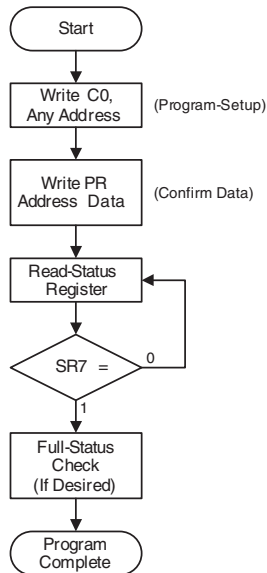 Start
Write C0,
Any Address
(Program-Setup)
Write PR
Address Data
(Confirm Data)
Read-Status
Register
SR7 =
0
1
Full-Status
Check
(If Desired)
Program
Complete